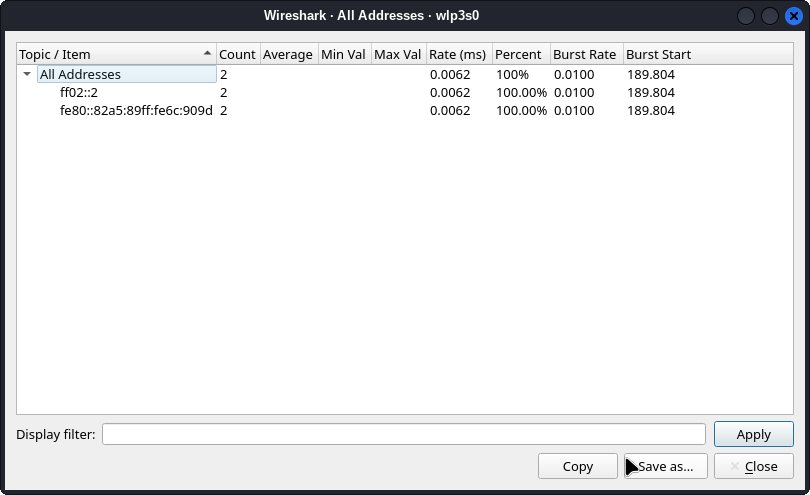 Wireshark · All Addresses · wlp3s0
Topic / Item Count Average Min Val Max Val Rate (ms) Percent Burst Rate Burst Start
All Addresses 2 0.0062 100% 0.0100 189.804
ff02::2 2 0.0062 100.00% 0.0100 189.804
fe80::82a5:89ff:fe6c:909d 2 0.0062 100.00% 0.0100 189.804
Display filter: Apply
Copy Save as... Close